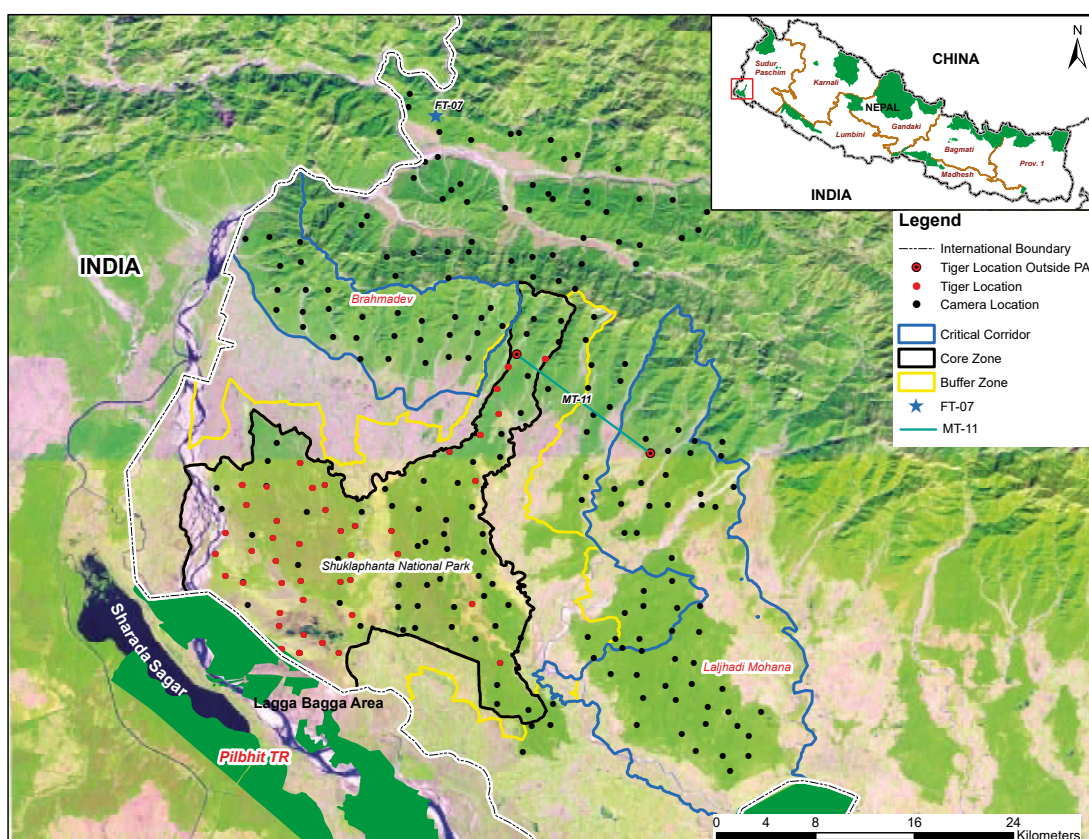 N
CHINA
Sudur
Paschim
Karnali
NEPAL
Gandaki
Lumbini
Bagmati
Prov. 1
Madhesh
INDIA
FT-07
INDIA
Brahmadev
MT-11
Shuklaphanta National Park
Laljhadi Mohana
Sharada Sagar
Lagga Bagga Area
Pilbhit TR
Legend
International Boundary
Tiger Location Outside PA
Tiger Location
Camera Location
Critical Corridor
Core Zone
Buffer Zone
FT-07
MT-11
0 4 8 16 24
Kilometers